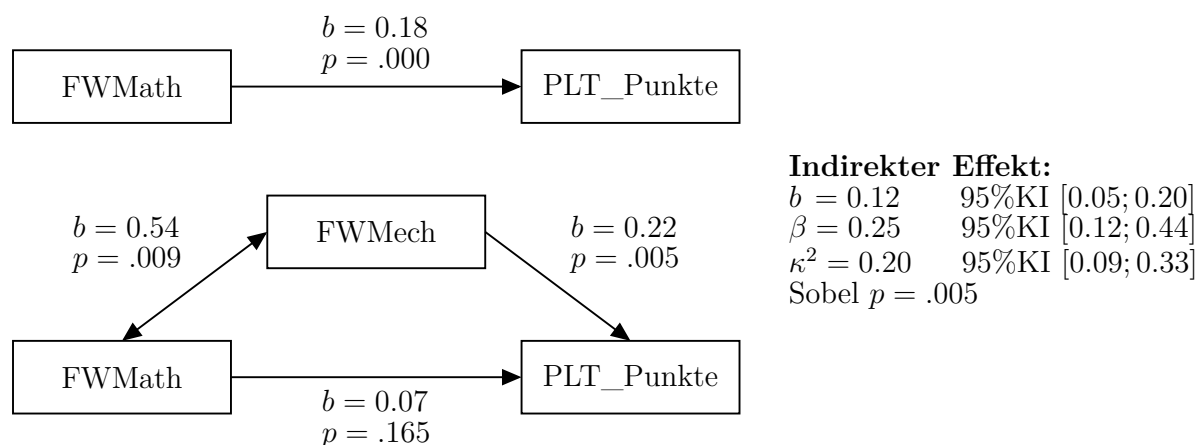 b = 0.18
p = .000
FWMath
PLT_Punkte
Indirekter Effekt:
b = 0.12 95%KI [0.05; 0.20]
β = 0.25 95%KI [0.12; 0.44]
κ² = 0.20 95%KI [0.09; 0.33]
Sobel p = .005
b = 0.54
p = .009
FWMech
b = 0.22
p = .005
FWMath
PLT_Punkte
b = 0.07
p = .165